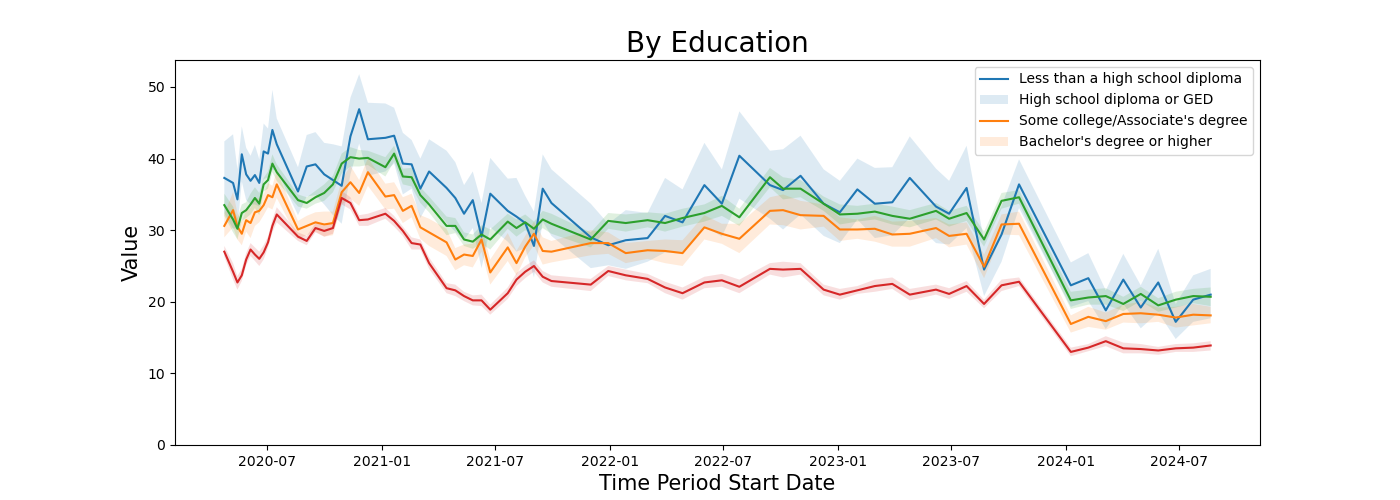 By Education
Less than a high school diploma
High school diploma or GED
Some college/Associate's degree
Bachelor's degree or higher
Value
50
40
30
20
10
0
2020-07 2021-01 2021-07 2022-01 2022-07 2023-01 2023-07 2024-01 2024-07
Time Period Start Date